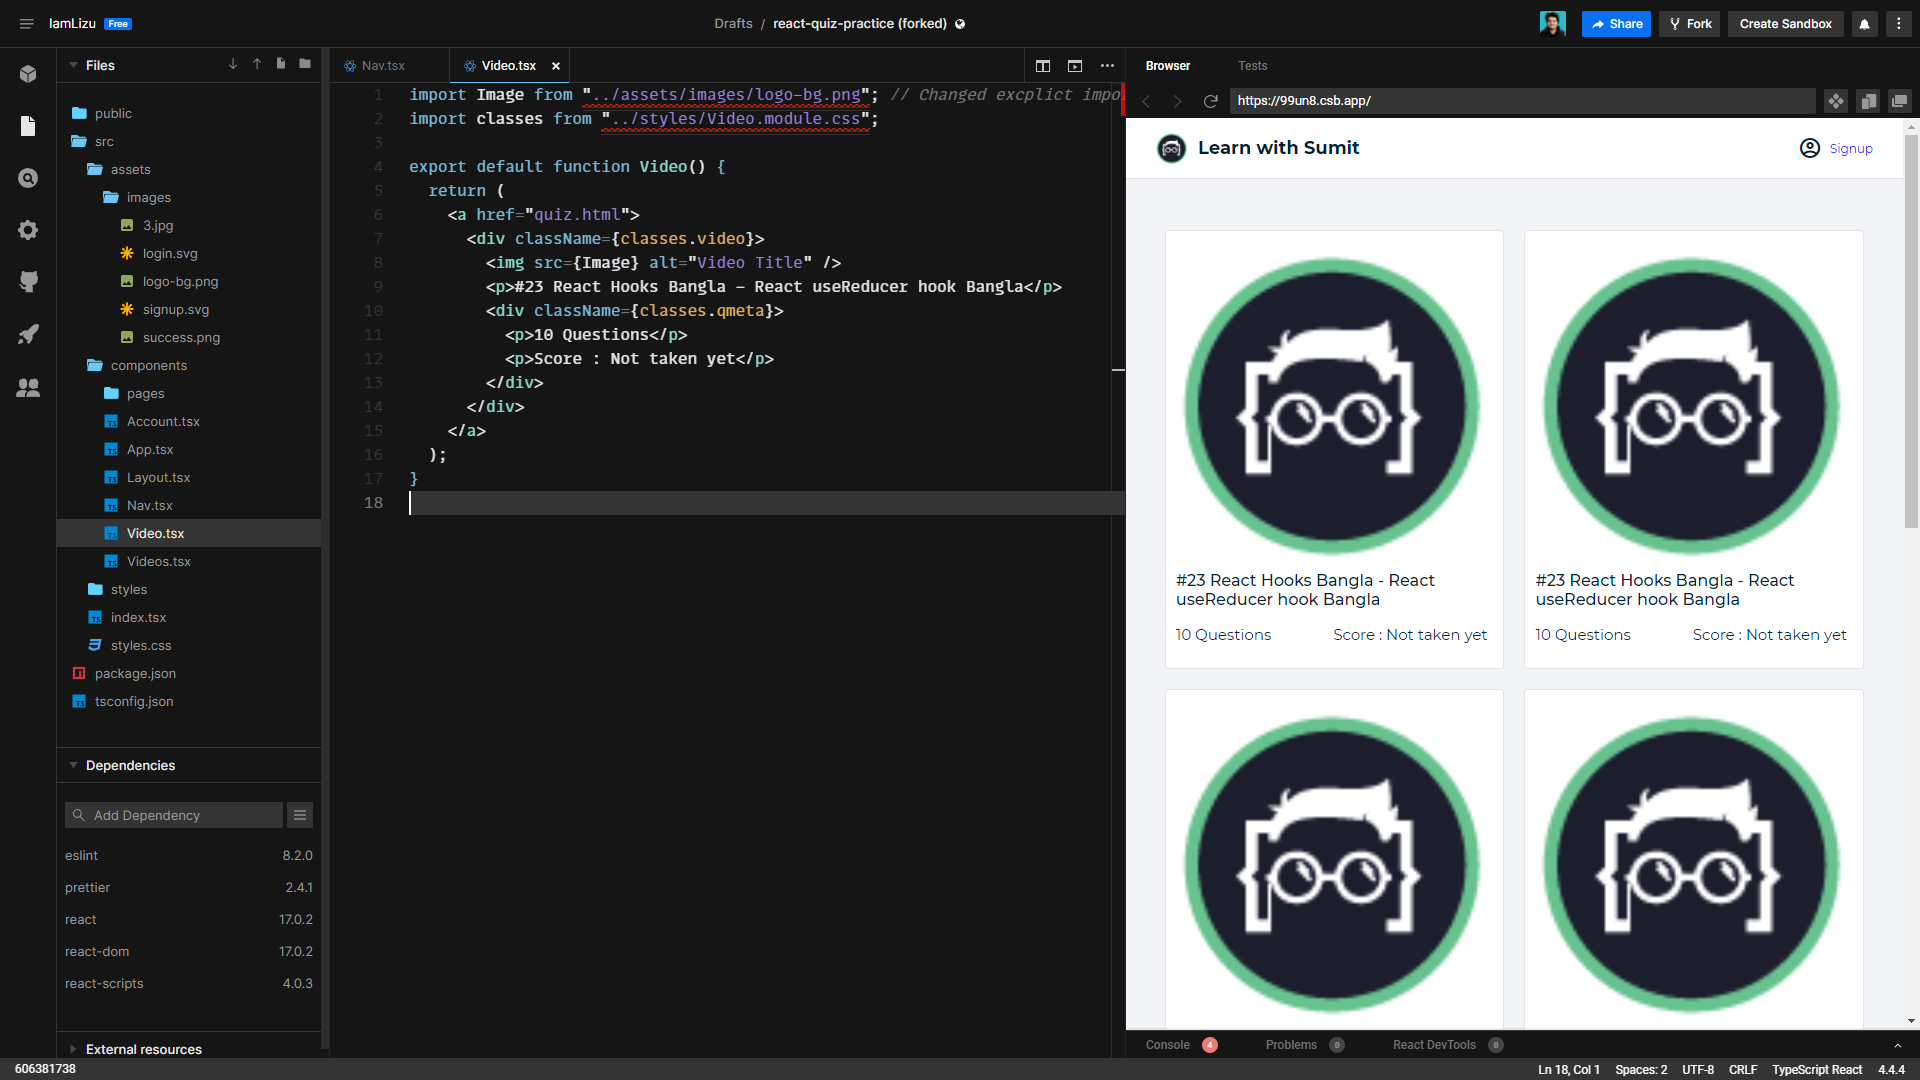 IamLizu Free
Drafts / react-quiz-practice (forked)
Share
Fork
Create Sandbox
Files
public
src
assets
images
3.jpg
login.svg
logo-bg.png
signup.svg
success.png
components
pages
Account.tsx
App.tsx
Layout.tsx
Nav.tsx
Video.tsx
Videos.tsx
styles
index.tsx
styles.css
package.json
tsconfig.json
Dependencies
Add Dependency
eslint 8.2.0
prettier 2.4.1
react 17.0.2
react-dom 17.0.2
react-scripts 4.0.3
External resources
Nav.tsx
Video.tsx
1 import Image from "../assets/images/logo-bg.png"; // Changed excplict impo
2 import classes from "../styles/Video.module.css";
3
4 export default function Video() {
5 return (
6 <a href="quiz.html">
7 <div className={classes.video}>
8 <img src={Image} alt="Video Title" />
9 <p>#23 React Hooks Bangla - React useReducer hook Bangla</p>
10 <div className={classes.qmeta}>
11 <p>10 Questions</p>
12 <p>Score : Not taken yet</p>
13 </div>
14 </div>
15 </a>
16 );
17 }
18
Browser
Tests
https://99un8.csb.app/
Learn with Sumit
Signup
#23 React Hooks Bangla - React
useReducer hook Bangla
10 Questions Score : Not taken yet
#23 React Hooks Bangla - React
useReducer hook Bangla
10 Questions Score : Not taken yet
Console 4
Problems 0
React DevTools 0
606381738
Ln 18, Col 1 Spaces: 2 UTF-8 CRLF TypeScript React 4.4.4